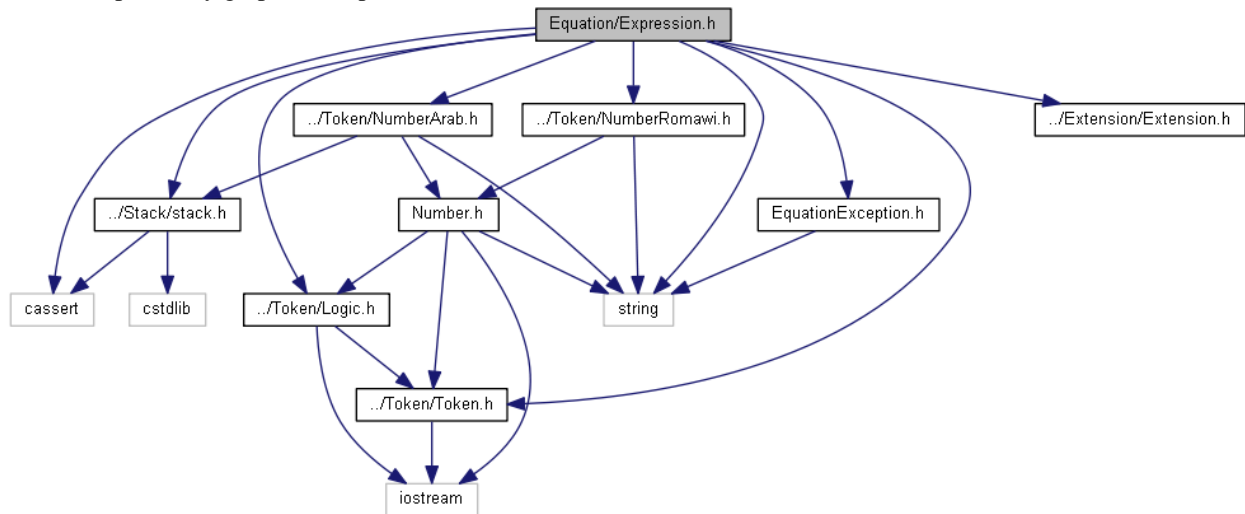 Equation/Expression.h
../Token/NumberArab.h
../Token/NumberRomawi.h
../Extension/Extension.h
../Stack/stack.h
Number.h
EquationException.h
cassert
cstdlib
../Token/Logic.h
string
../Token/Token.h
iostream